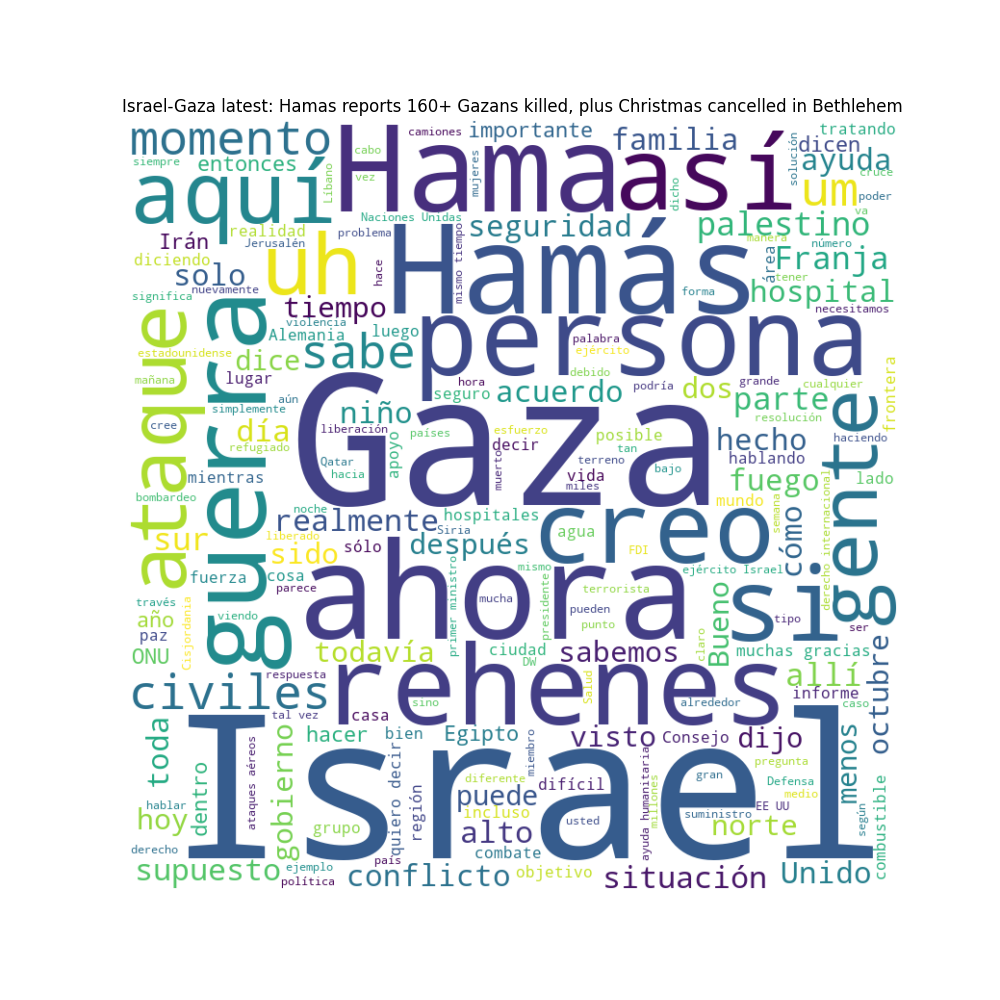 Israel-Gaza latest: Hamas reports 160+ Gazans killed, plus Christmas cancelled in Bethlehem
momento
siempre
entonces
aquí
Líbano
cabo
vez
camiones
Hamas
mujeres
importante
familia
dicho
así
solución
dicen
tratando
ayuda
cruce
um
poder
va
Naciones Unidas
Irán
realidad
Jerusalén
problema
diciendo
solo
uh
hace
Hamás
mismo tiempo
seguridad
palestino
manera
número
área
Franja
tener
forma
hospital
significa
nuevamente
tiempo
necesitamos
violencia
Alemania
luego
persona
palabra
ejército
estadounidense
ataque
guerra
dice
sabe
mañana
lugar
hora
debido
podría
grande
cualquier
frontera
simplemente
aún
niño
seguro
acuerdo
dos
parte
resolución
gente
cree
día
refugiado
liberación
países
esfuerzo
decir
posible
tan
hecho
haciendo
Gaza
Qatar
hacia
apoyo
muerto
terreno
vida
miles
bajo
hablando
mundo
fuego
lado
mientras
bombardeo
noche
realmente
hospitales
Siria
agua
creo
semana
cómo
derecho internacional
sur
liberado
sido
sólo
después
FDI
ejército Israel
fuerza
cosa
parece
ahora
mismo
mucha
presidente
terrorista
pueden
punto
si
tipo
ser
través
año
viendo
paz
Cisjordania
ONU
todavía
primer ministro
ciudad
DW
sabemos
claro
Bueno
muchas gracias
allí
octubre
respuesta
rehenes
casa
sino
Salud
alrededor
informe
caso
civiles
tal vez
toda
hacer
bien
Egipto
visto
Consejo
dijo
menos
dentro
gobierno
ataques aéreos
quiero decir
región
diferente
miembro
difícil
ayuda humanitaria
millones
gran
pregunta
Defensa
medio
Israel
hablar
hoy
grupo
puede
incluso
usted
suministro
EE UU
norte
según
combustible
alto
combate
derecho
supuesto
ejemplo
política
país
conflicto
objetivo
situación
Unido